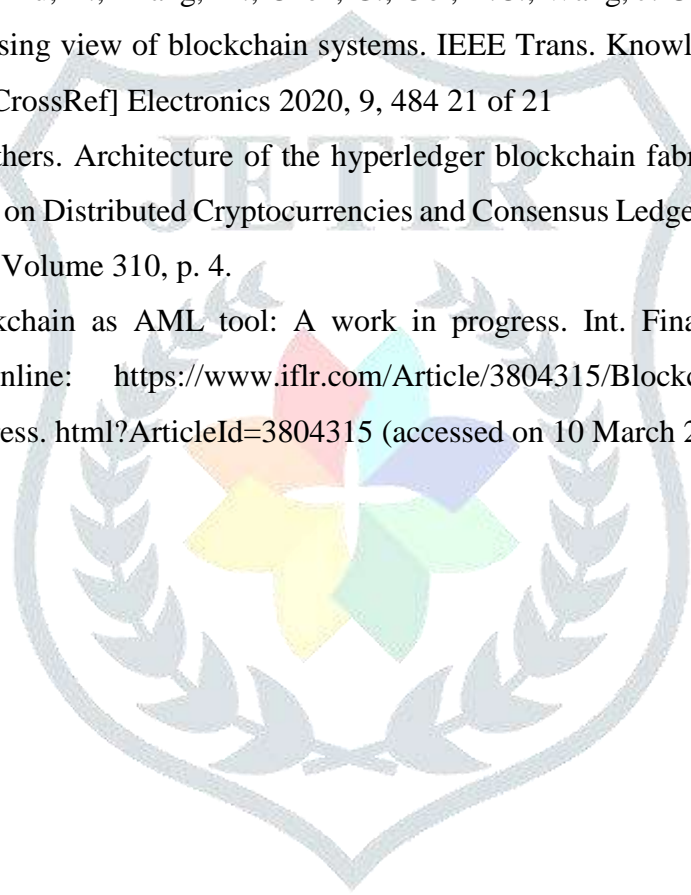 sing view of blockchain systems. IEEE Trans. Knowl
CrossRef] Electronics 2020, 9, 484 21 of 21
thers. Architecture of the hyperledger blockchain fabr
on Distributed Cryptocurrencies and Consensus Ledge
Volume 310, p. 4.
kchain as AML tool: A work in progress. Int. Fina
nline: https://www.iflr.com/Article/3804315/Blockc
ress. html?ArticleId=3804315 (accessed on 10 March 2
JETIR